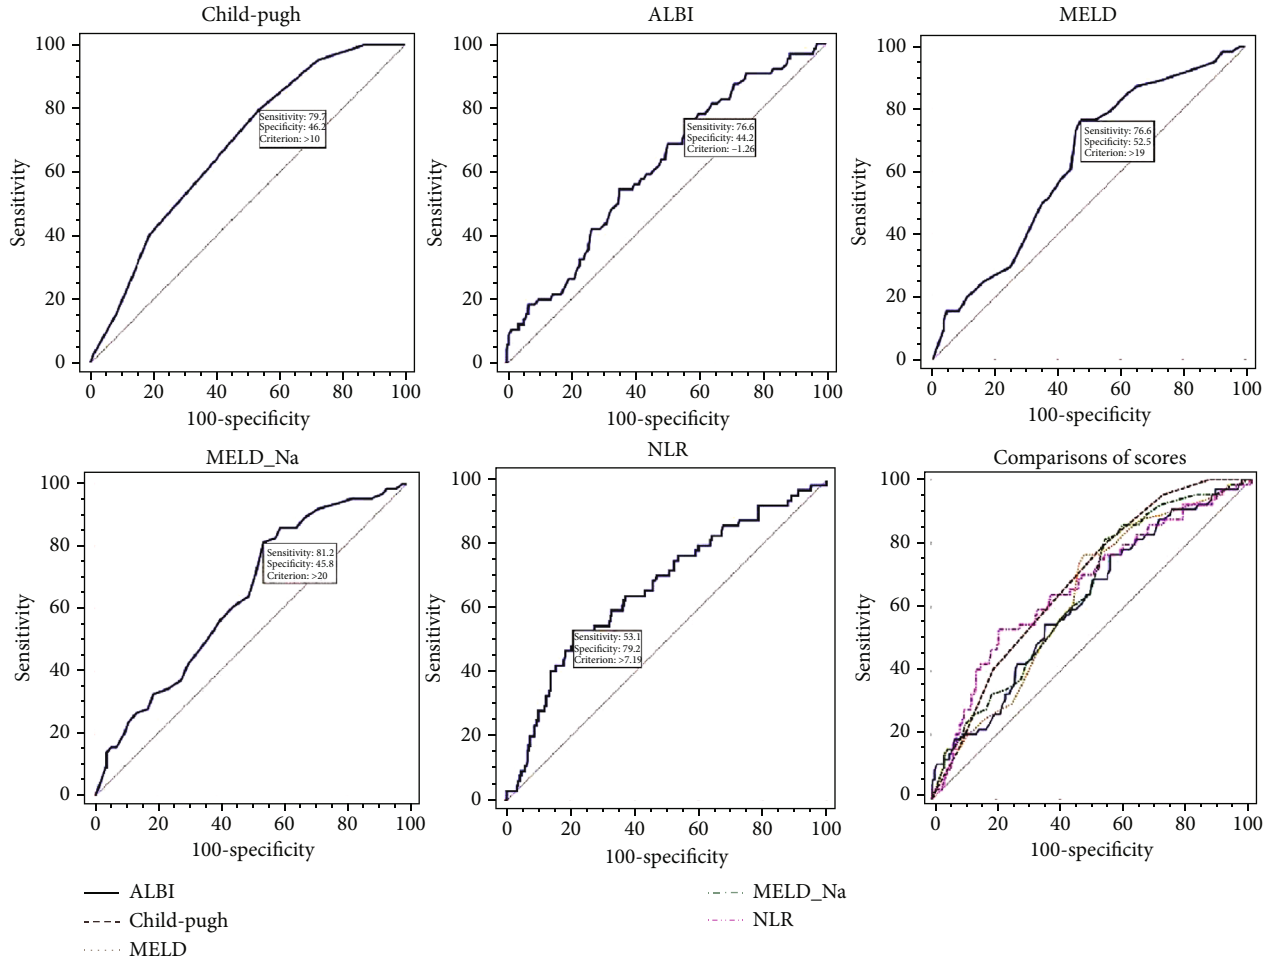 Child-pugh
100
80
60
40
20
0
Sensitivity
Sensitivity: 79.7
Specificity: 46.2
Criterion: >10
0 20 40 60 80 100
100-specificity
ALBI
100
80
60
40
20
0
Sensitivity
Sensitivity: 76.6
Specificity: 44.2
Criterion: –1.26
0 20 40 60 80 100
100-specificity
MELD
100
80
60
40
20
0
Sensitivity
Sensitivity: 76.6
Specificity: 52.5
Criterion: >19
0 20 40 60 80 100
100-specificity
MELD_Na
100
80
60
40
20
0
Sensitivity
Sensitivity: 81.2
Specificity: 45.8
Criterion: >20
0 20 40 60 80 100
100-specificity
NLR
100
80
60
40
20
0
Sensitivity
Sensitivity: 53.1
Specificity: 79.2
Criterion: >7.19
0 20 40 60 80 100
100-specificity
Comparisons of scores
100
80
60
40
20
0
Sensitivity
0 20 40 60 80 100
100-specificity
ALBI
Child-pugh
MELD
MELD_Na
NLR